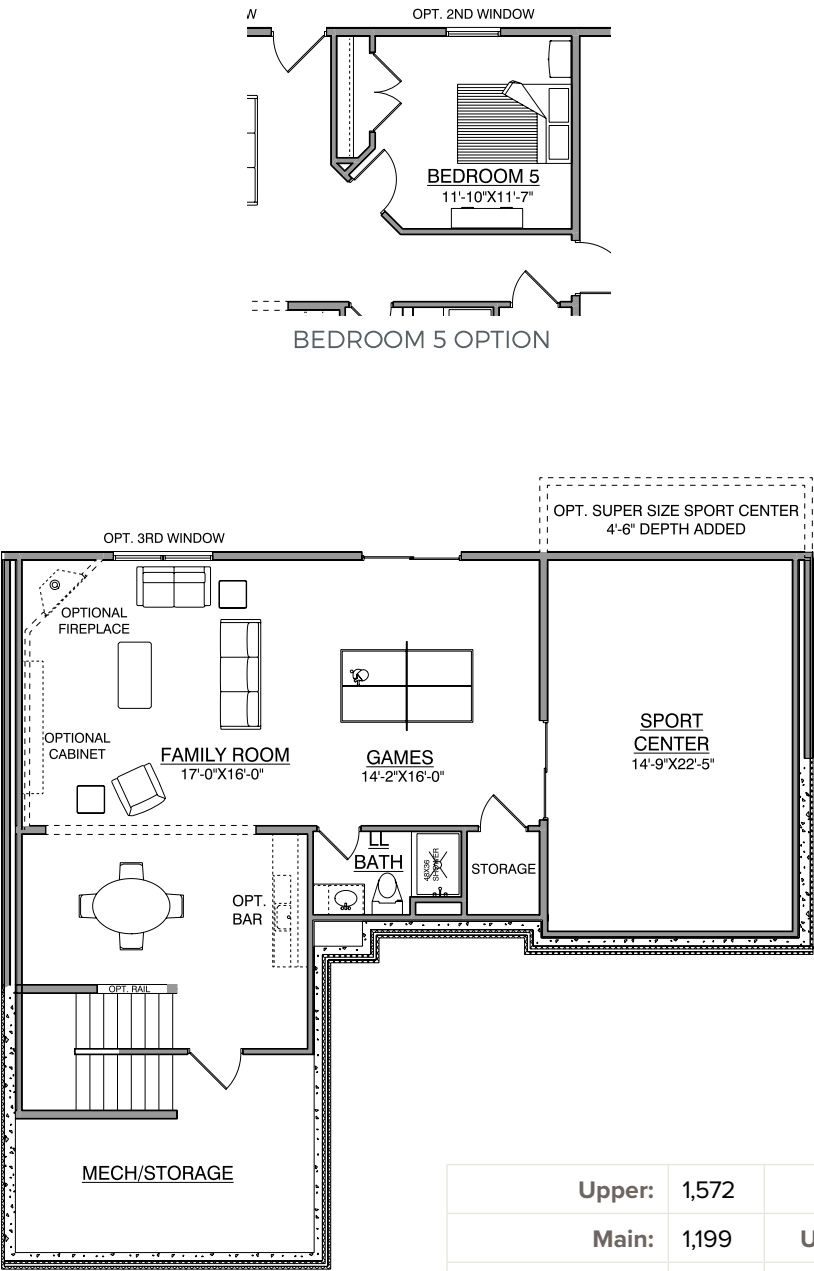 W
OPT. 2ND WINDOW
BEDROOM 5
11'-10"X11'-7"
BEDROOM 5 OPTION
OPT. SUPER SIZE SPORT CENTER
4'-6" DEPTH ADDED
OPT. 3RD WINDOW
OPTIONAL
FIREPLACE
OPTIONAL
CABINET
FAMILY ROOM
17'-0"X16'-0"
GAMES
14'-2"X16'-0"
SPORT
CENTER
14'-9"X22'-5"
LL
BATH
48X36
SHOWER
STORAGE
OPT.
BAR
OPT. RAIL
MECH/STORAGE
Upper: 1,572
Main: 1,199 U